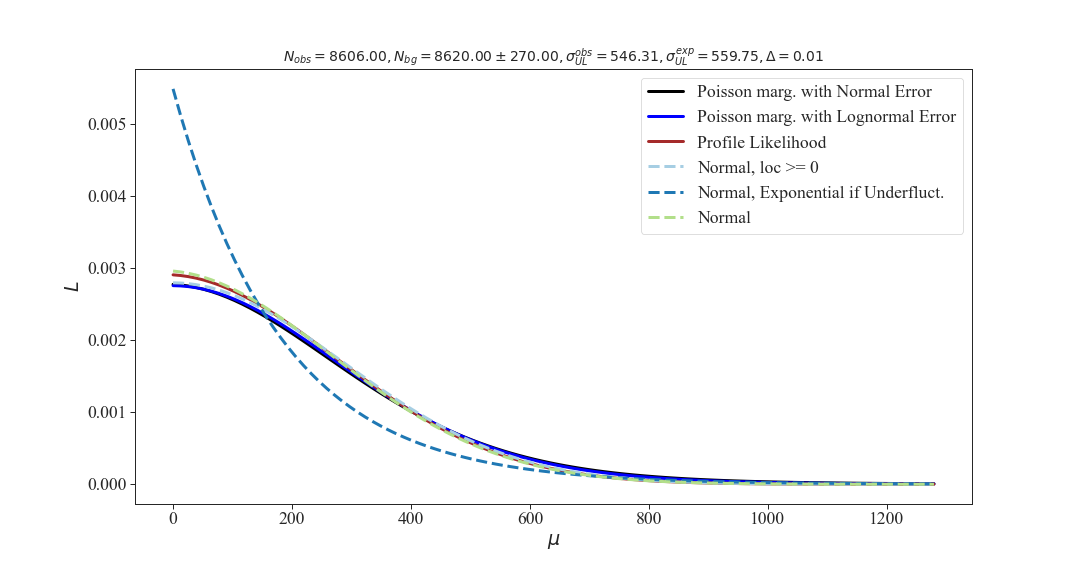 N_obs = 8606.00, N_bg = 8620.00 ± 270.00, σ_UL^obs = 546.31, σ_UL^exp = 559.75, Δ = 0.01
Poisson marg. with Normal Error
Poisson marg. with Lognormal Error
Profile Likelihood
Normal, loc >= 0
Normal, Exponential if Underfluct.
Normal
0.005
0.004
0.003
0.002
0.001
0.000
L
0 200 400 600 800 1000 1200
μ